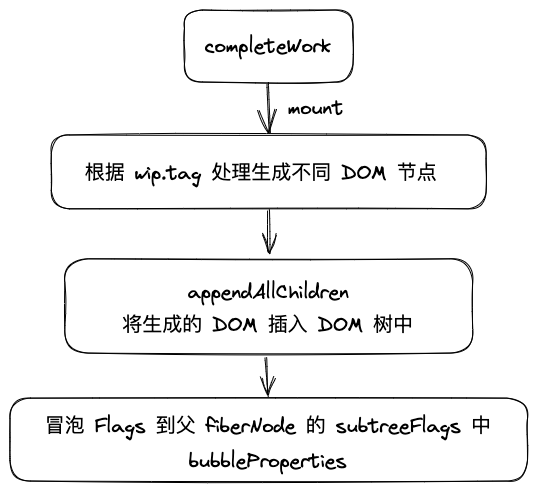 completeWork
mount
根据 wip.tag 处理生成不同 DOM 节点
appendAllChildren
将生成的 DOM 插入 DOM 树中
冒泡 Flags 到父 fiberNode 的 subtreeFlags 中
bubbleProperties